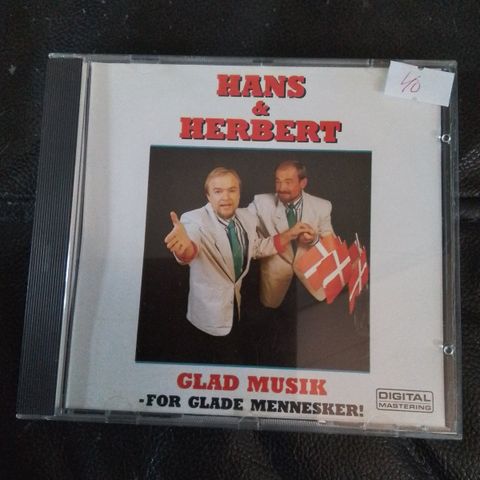 HANS
&
HERBERT
GLAD MUSIK
-FOR GLADE MENNESKER!
DIGITAL
MASTERING